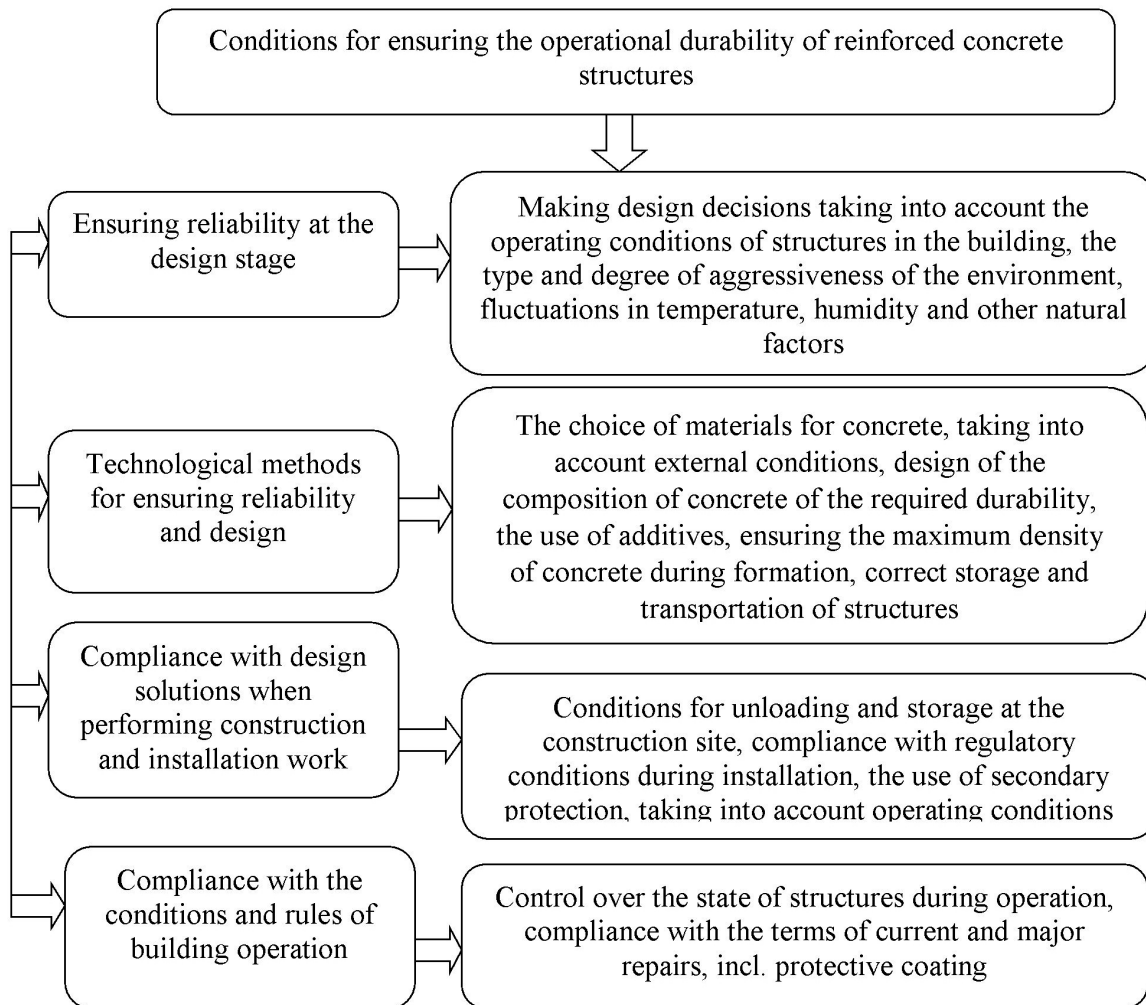 Conditions for ensuring the operational durability of reinforced concrete
structures
Ensuring reliability at the
design stage
Making design decisions taking into account the
operating conditions of structures in the building, the
type and degree of aggressiveness of the environment,
fluctuations in temperature, humidity and other natural
factors
Technological methods
for ensuring reliability
and design
The choice of materials for concrete, taking into
account external conditions, design of the
composition of concrete of the required durability,
the use of additives, ensuring the maximum density
of concrete during formation, correct storage and
transportation of structures
Compliance with design
solutions when
performing construction
and installation work
Conditions for unloading and storage at the
construction site, compliance with regulatory
conditions during installation, the use of secondary
protection, taking into account operating conditions
Compliance with the
conditions and rules of
building operation
Control over the state of structures during operation,
compliance with the terms of current and major
repairs, incl. protective coating